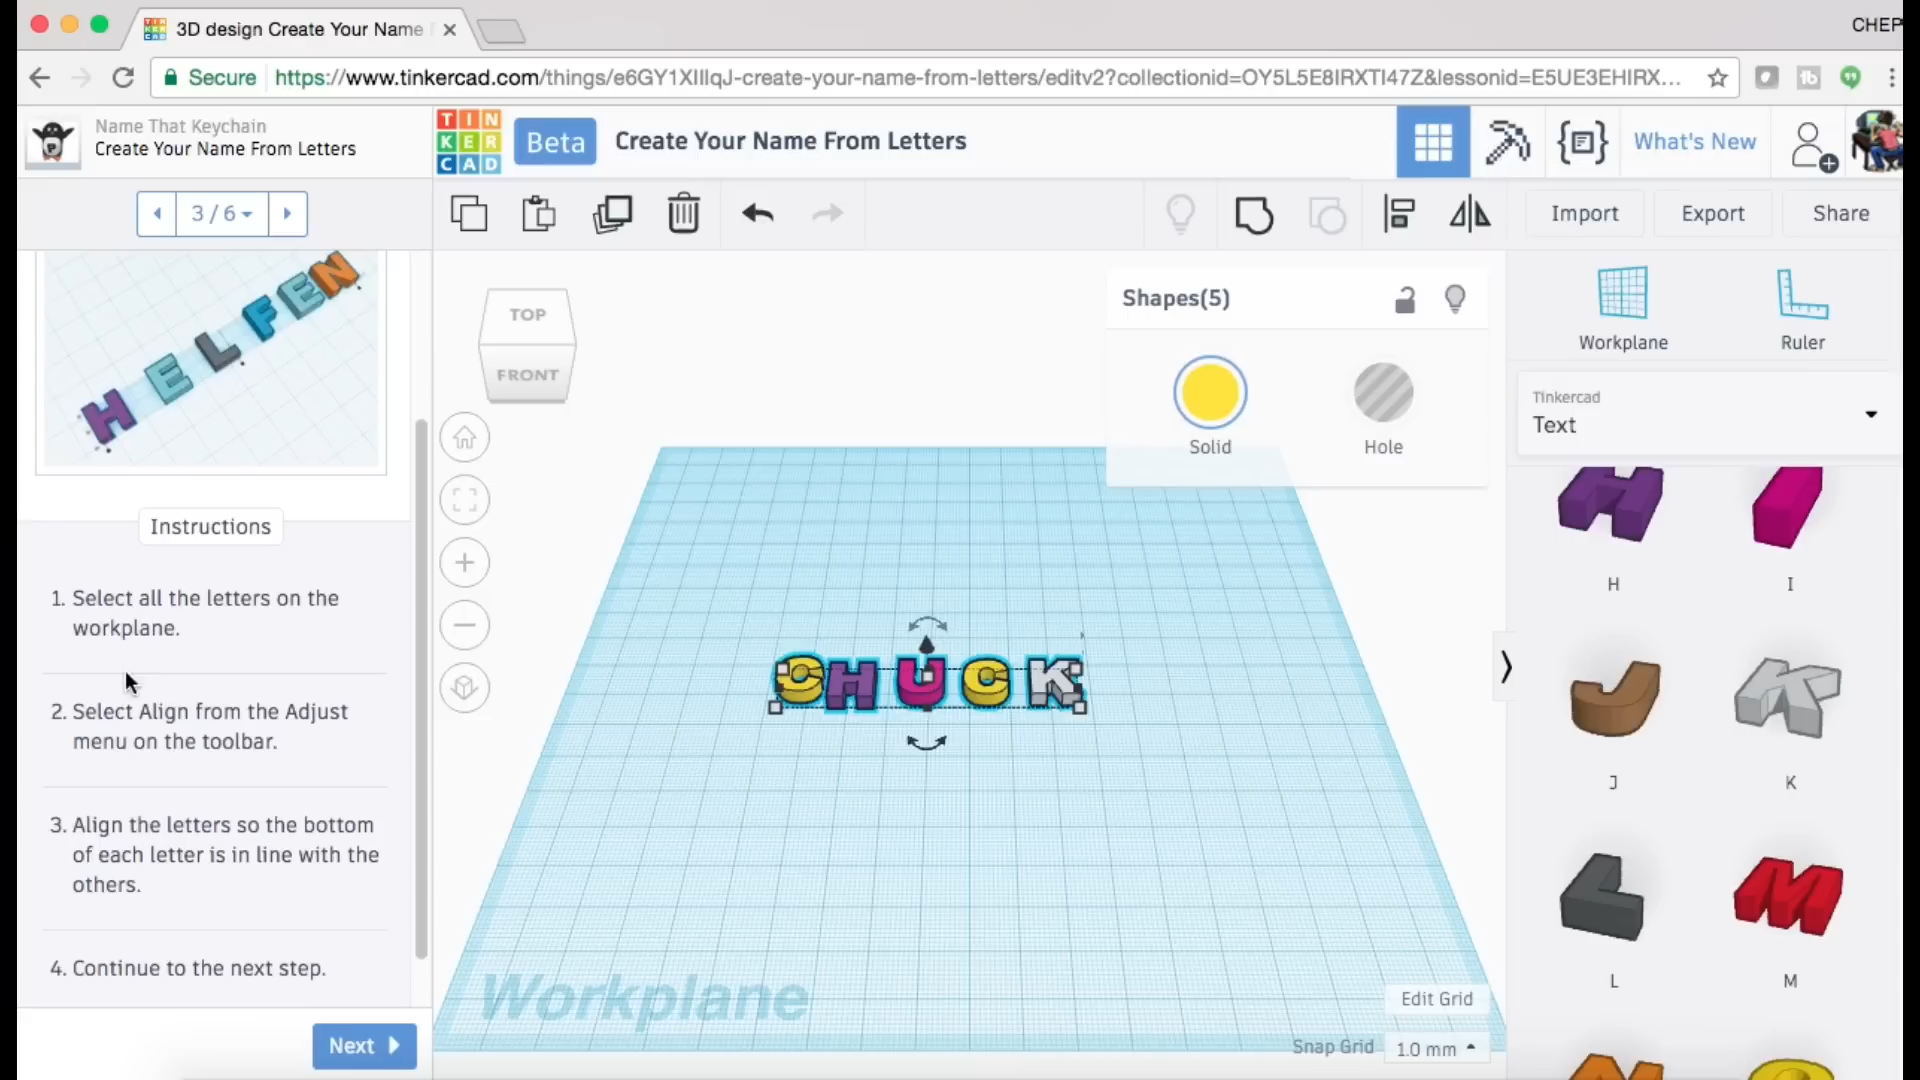 3D design Create Your Name
CHEP
Secure https://www.tinkercad.com/things/e6GY1XIIIqJ-create-your-name-from-letters/editv2?collectionid=OY5L5E8IRXTI47Z&lessonid=E5UE3EHIRX...
Name That Keychain
Create Your Name From Letters
TIN
KER
CAD
Beta
Create Your Name From Letters
What's New
3 / 6
Import
Export
Share
HELFEN
TOP
FRONT
Shapes(5)
Solid
Hole
Workplane
Ruler
Tinkercad
Text
Instructions
1. Select all the letters on the
workplane.
2. Select Align from the Adjust
menu on the toolbar.
3. Align the letters so the bottom
of each letter is in line with the
others.
4. Continue to the next step.
Next
CHUCK
Workplane
Edit Grid
Snap Grid 1.0 mm
H
I
J
K
L
M